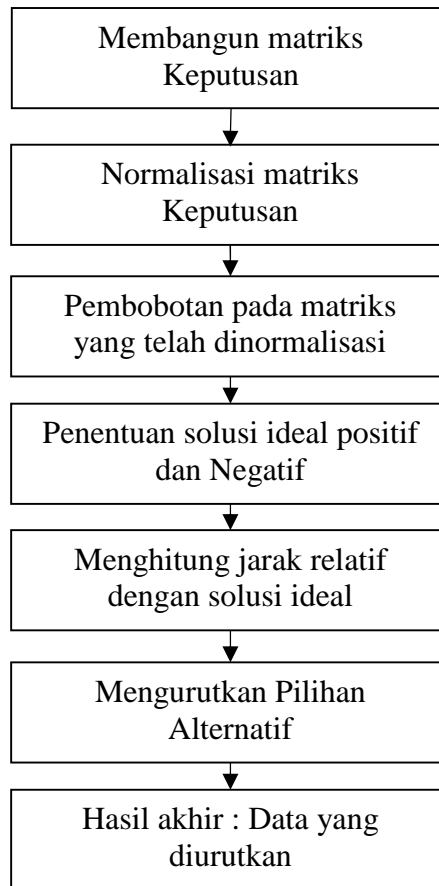 Membangun matriks
Keputusan
Normalisasi matriks
Keputusan
Pembobotan pada matriks
yang telah dinormalisasi
Penentuan solusi ideal positif
dan Negatif
Menghitung jarak relatif
dengan solusi ideal
Mengurutkan Pilihan
Alternatif
Hasil akhir : Data yang
diurutkan